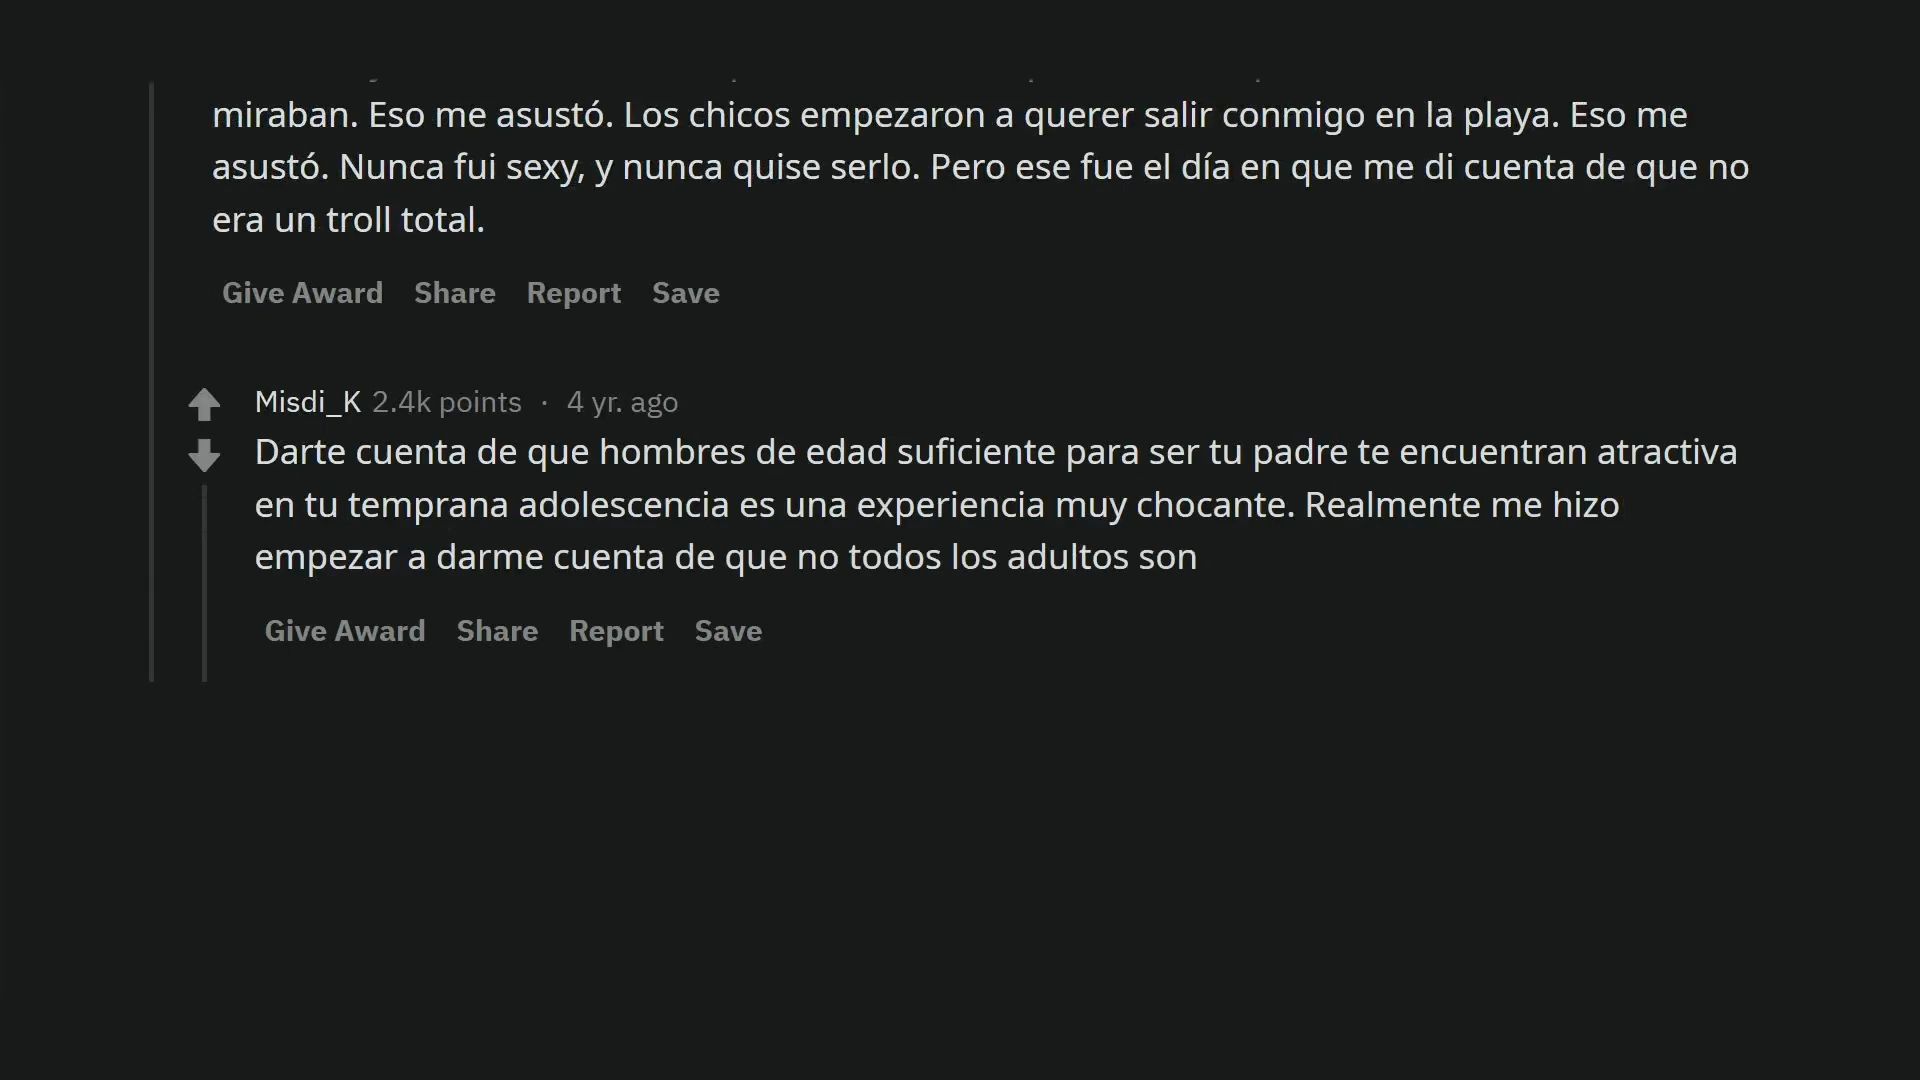 miraban. Eso me asustó. Los chicos empezaron a querer salir conmigo en la playa. Eso me
asustó. Nunca fui sexy, y nunca quise serlo. Pero ese fue el día en que me di cuenta de que no
era un troll total.
Give Award Share Report Save
Misdi_K 2.4k points · 4 yr. ago
Darte cuenta de que hombres de edad suficiente para ser tu padre te encuentran atractiva
en tu temprana adolescencia es una experiencia muy chocante. Realmente me hizo
empezar a darme cuenta de que no todos los adultos son
Give Award Share Report Save